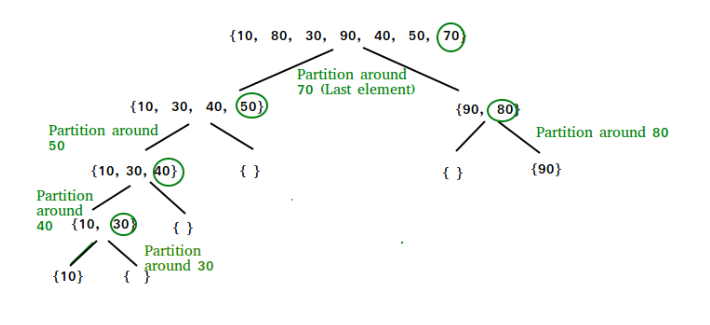 {10, 80, 30, 90, 40, 50, 70}
Partition around
70 (Last element)
{10, 30, 40, 50}
{90, 80}
Partition around
50
Partition around 80
{10, 30, 40}
{ }
{ }
{90}
Partition
around
40
{10, 30}
{ }
Partition
around 30
{10}
{ }